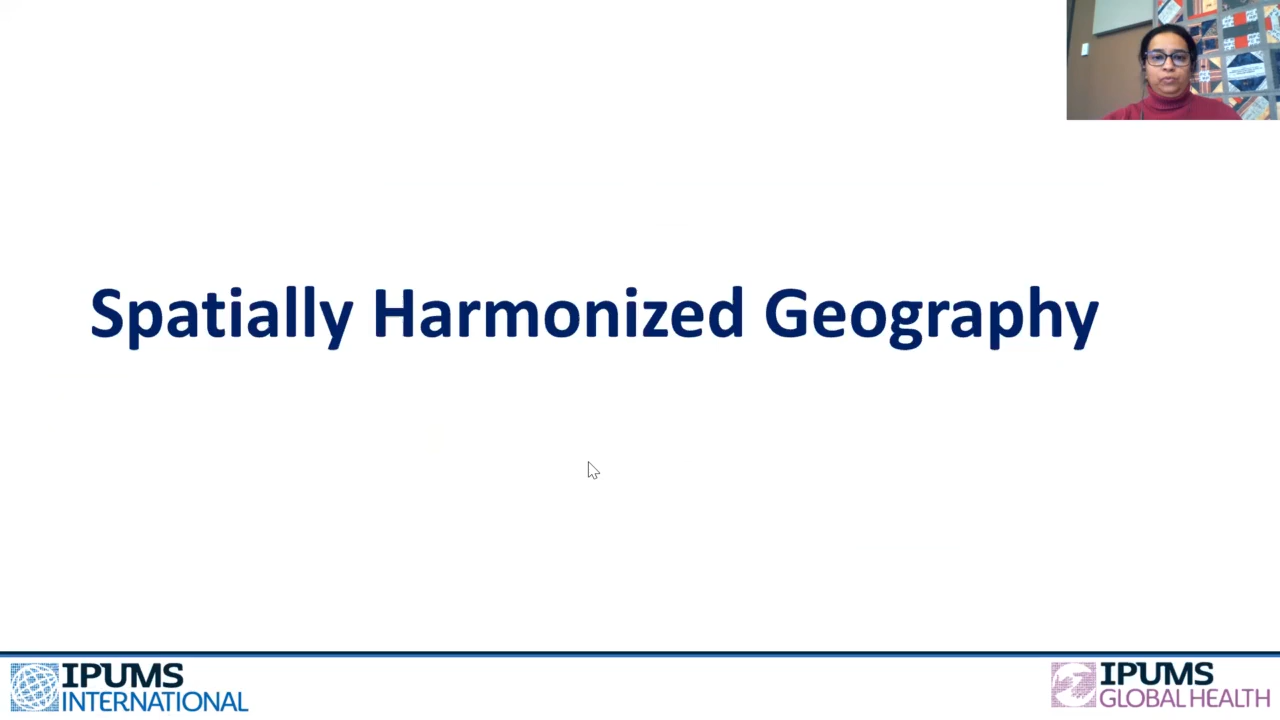 Spatially Harmonized Geography
IPUMS
INTERNATIONAL
IPUMS
GLOBAL HEALTH